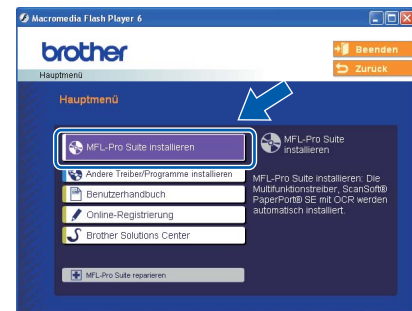 Macromedia Flash Player 6
brother
Beenden
Zurück
Hauptmenü
Hauptmenü
MFL-Pro Suite installieren
Andere Treiber/Programme installieren
Benutzerhandbuch
Online-Registrierung
Brother Solutions Center
MFL-Pro Suite reparieren
MFL-Pro Suite
installieren
MFL-Pro Suite installieren: Die
Multifunktionstreiber, ScanSoft®
PaperPort® SE mit OCR werden
automatisch installiert.